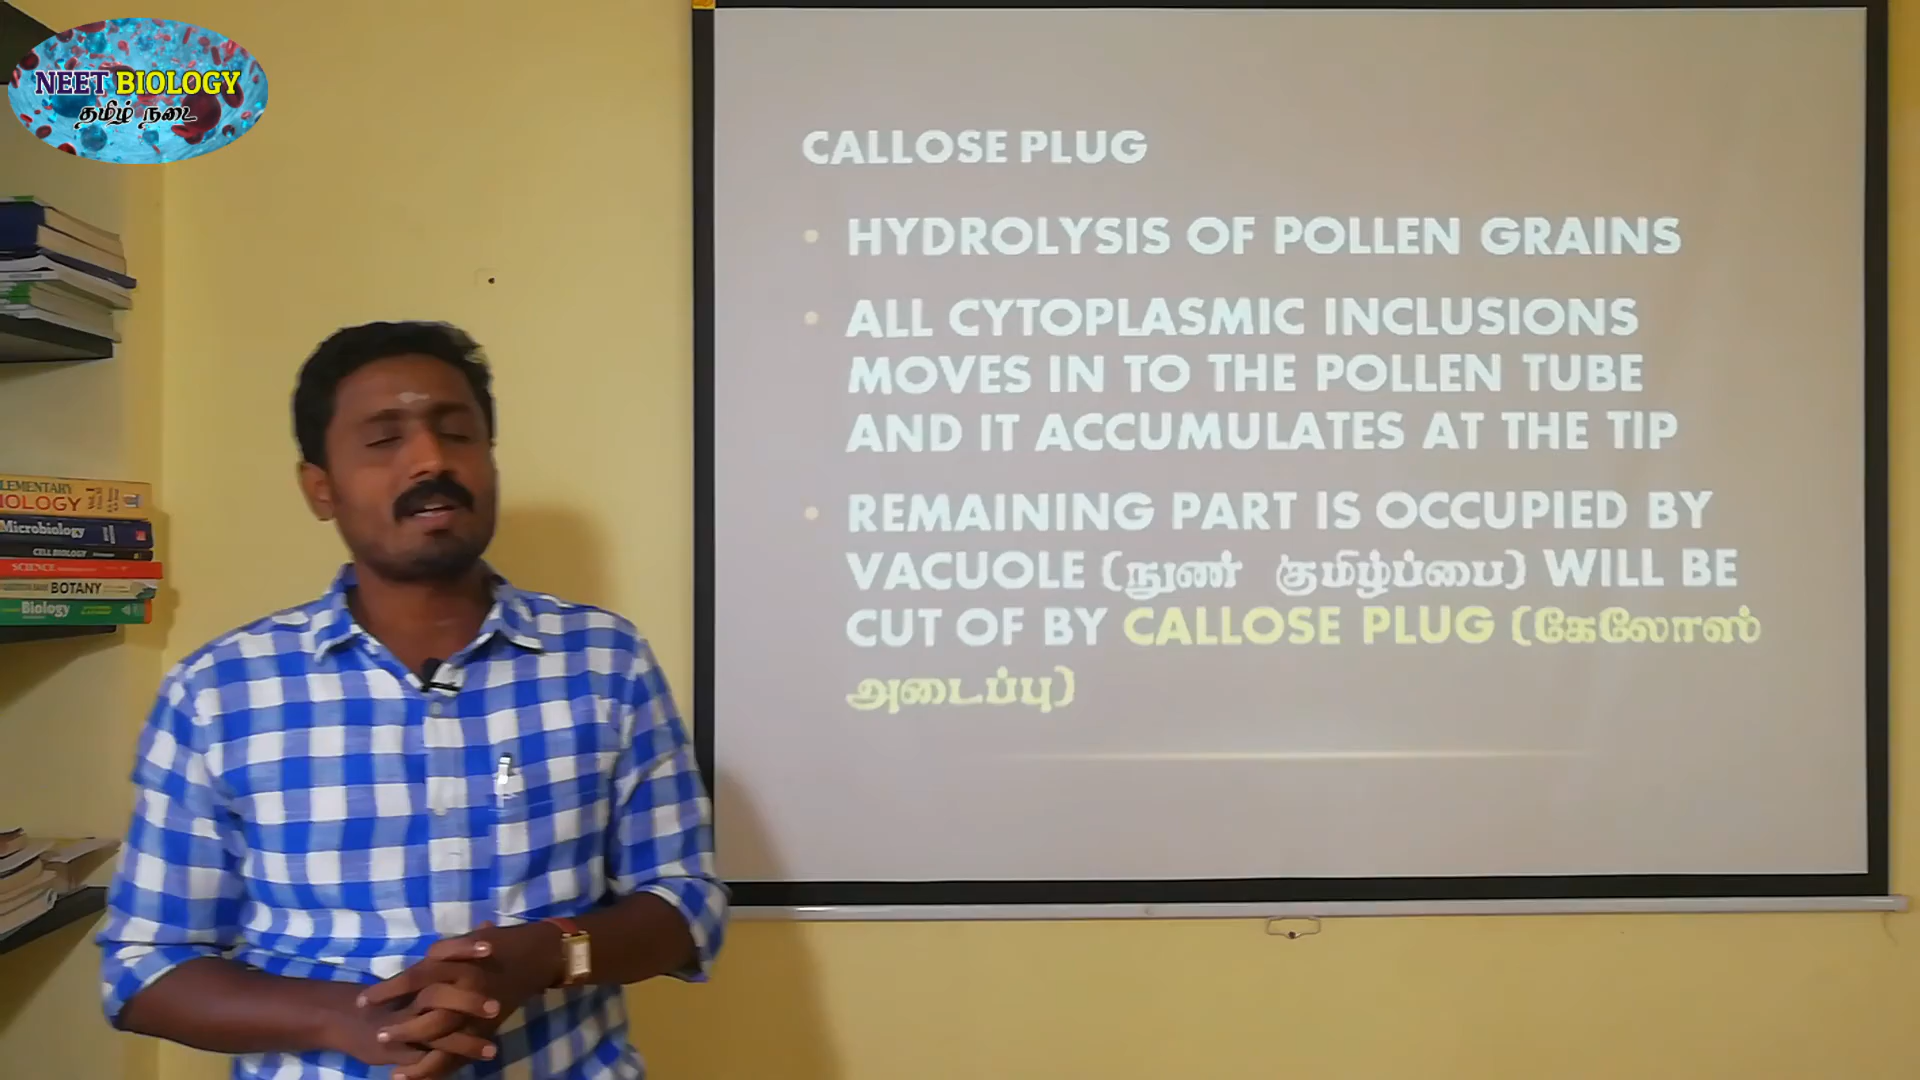 NEET BIOLOGY
தமிழ் நடை
CALLOSE PLUG
• HYDROLYSIS OF POLLEN GRAINS
• ALL CYTOPLASMIC INCLUSIONS
MOVES IN TO THE POLLEN TUBE
AND IT ACCUMULATES AT THE TIP
• REMAINING PART IS OCCUPIED BY
VACUOLE (நுண் குமிழ்ப்பை) WILL BE
CUT OF BY CALLOSE PLUG (கேலோஸ்
அடைப்பு)
LEMENTARY
IOLOGY
Microbiology
CELL BIOLOGY
SCIENCE
BOTANY
Biology